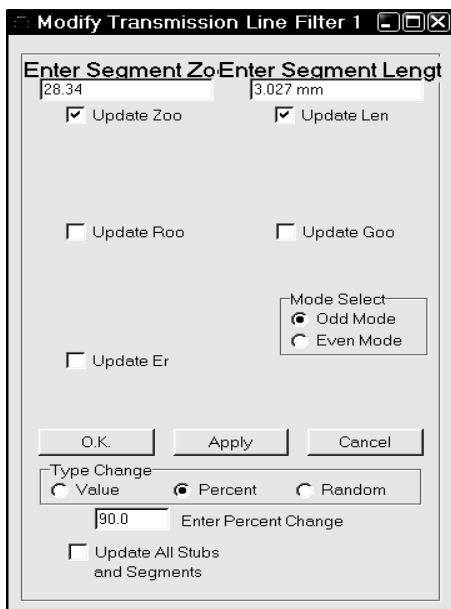 Modify Transmission Line Filter 1
Enter Segment Zo Enter Segment Lengt
28.34 3.027 mm
Update Zoo Update Len
Update Roo Update Goo
Mode Select
Odd Mode
Even Mode
Update Er
O.K. Apply Cancel
Type Change
Value Percent Random
90.0 Enter Percent Change
Update All Stubs
and Segments